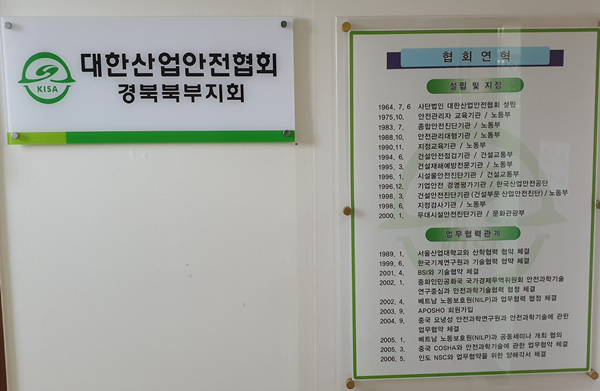 KISA
대한산업안전협회
경북북부지회
협회연혁
설립 및 지정
1964, 7, 6 사단법인 대한산업안전협회 설립
1975,10, 안전관리자 교육기관 / 노동부
1983, 7, 종합안전진단기관 / 노동부
1988,10, 안전관리대행기관 / 노동부
1990,11, 지정교육기관 / 노동부
1994, 6, 건설안전점검기관 / 건설교통부
1995, 3, 건설재해예방전문기관 / 노동부
1996, 1, 시설물안전진단기관 / 건설교통부
1996,12, 기업안전 경영평가기관 / 한국산업안전공단
1998, 3, 건설안전진단기관(건설부문 산업안전진단) / 노동부
1998, 6, 지정검사기관 / 노동부
2000, 1, 무대시설안전진단기관 / 문화관광부
업무협력관계
1989, 1, 서울산업대학교와 산학협력 협약 체결
1999, 6, 한국기계연구원과 기술협력 협약 체결
2001, 4, BSI와 기술협약 체결
2002, 1, 중화인민공화국 국가경제무역위원회 안전과학기술
연구중심과 안전과학기술협력 협정 체결
2002, 4, 베트남 노동보호원(NILP)과 업무협력 협정 체결
2003, 9, APOSHO 회원가입
2004, 9, 중국 요녕성 안전과학연구원과 안전과학기술에 관한
업무협약 체결
2005, 1, 베트남 노동보호원(NILP)과 공동세미나 개최 협의
2005, 3, 중국 COSHA와 안전과학기술에 관한 업무협약 체결
2006, 5, 인도 NSC와 업무협약을 위한 양해각서 체결